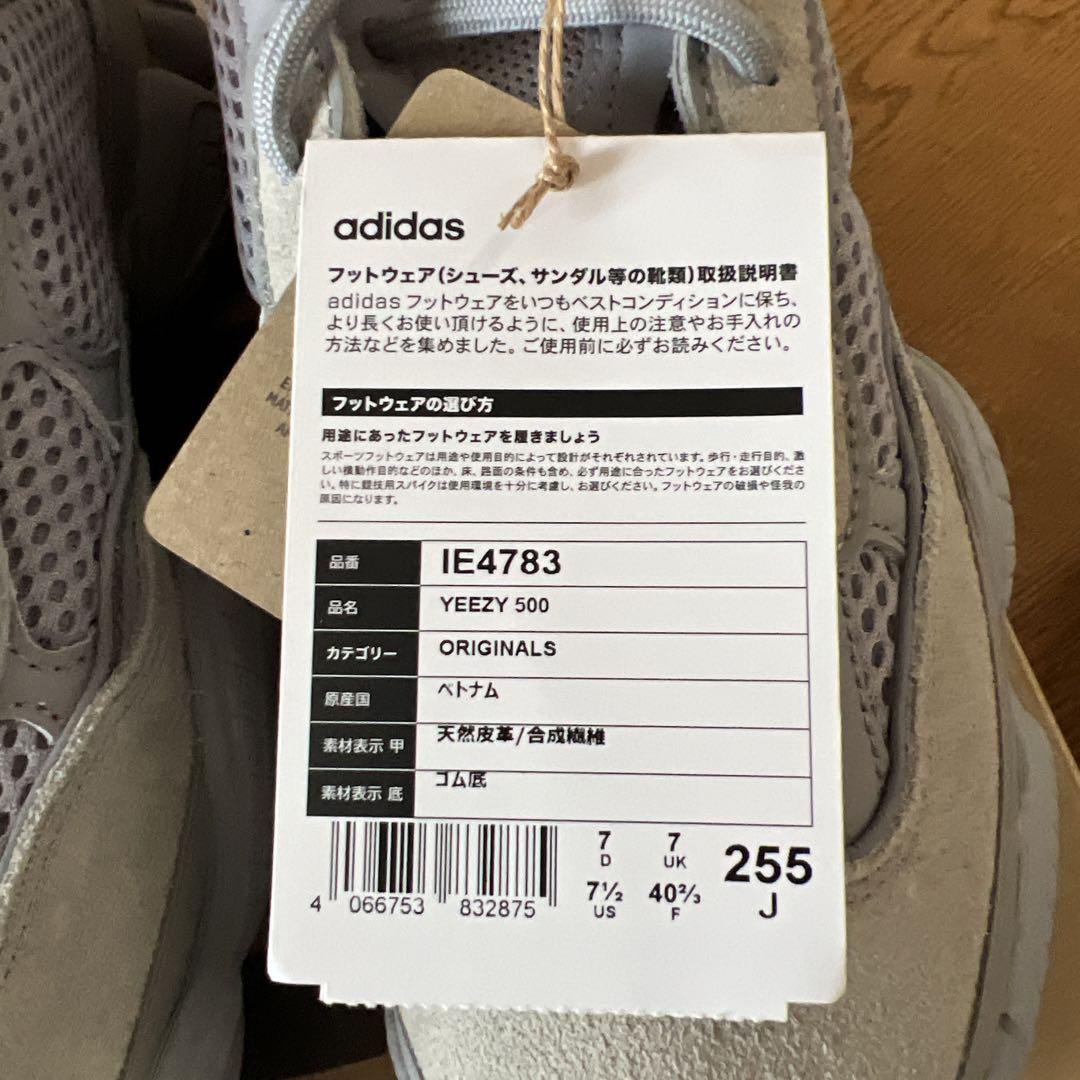 adidas
フットウェア(シューズ、サンダル等の靴類)取扱説明書
adidas フットウェアをいつもベストコンディションに保ち、
より長くお使い頂けるように、使用上の注意やお手入れの
方法などを集めました。ご使用前に必ずお読みください。
フットウェアの選び方
用途にあったフットウェアを履きましょう
スポーツフットウェアは用途や使用目的によって設計がそれぞれされています。歩行・走行目的、激
しい横動作目的などのほか、床、路面の条件も含め、必ず用途に合ったフットウェアをお選びくださ
い。特に競技用スパイクは使用環境を十分に考慮し、お選びください。フットウェアの破損や怪我の
原因になります。
品番 IE4783
品名 YEEZY 500
カテゴリー ORIGINALS
原産国 ベトナム
素材表示 甲 天然皮革/合成繊維
素材表示 底 ゴム底
4 066753 832875
7 7 255
D UK J
7½ 40⅔
US F